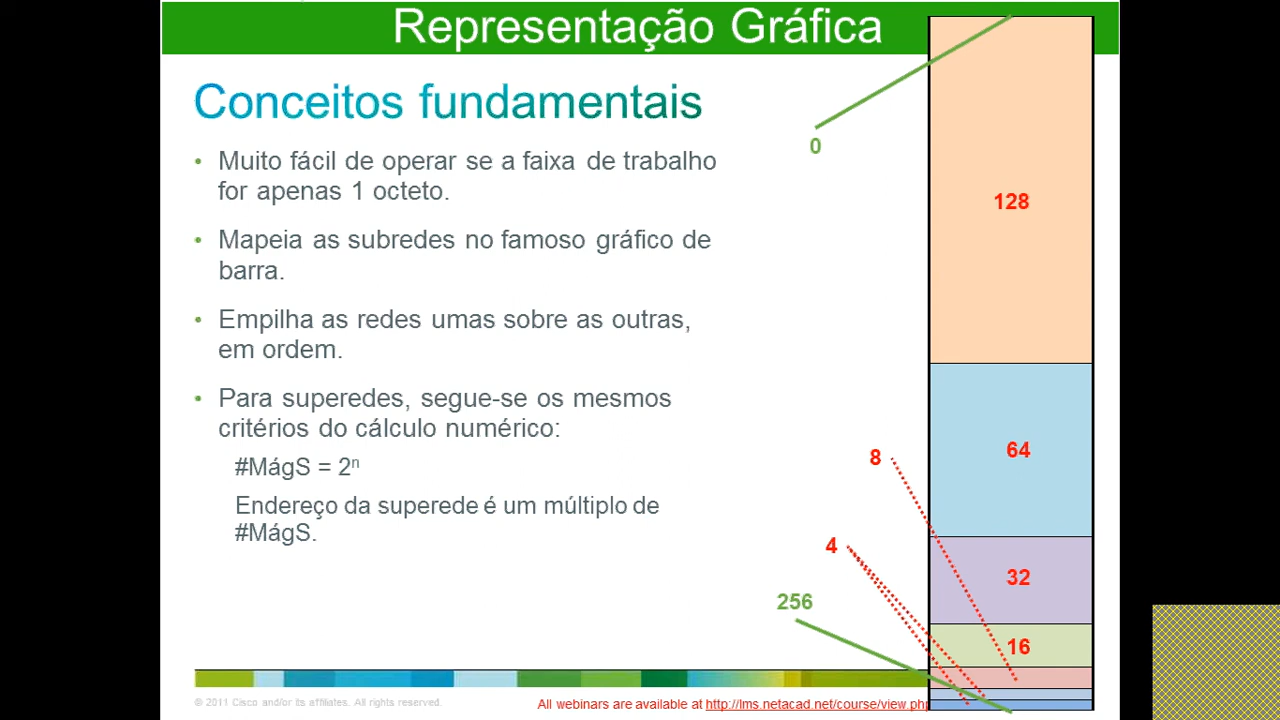 Representação Gráfica
Conceitos fundamentais
• Muito fácil de operar se a faixa de trabalho
for apenas 1 octeto.
• Mapeia as subredes no famoso gráfico de
barra.
• Empilha as redes umas sobre as outras,
em ordem.
• Para superedes, segue-se os mesmos
critérios do cálculo numérico:
#MágS = 2ⁿ
Endereço da superede é um múltiplo de
#MágS.
0
128
64
8
4
32
256
16
© 2011 Cisco and/or its affiliates. All rights reserved.
All webinars are available at http://lms.netacad.net/course/view.php